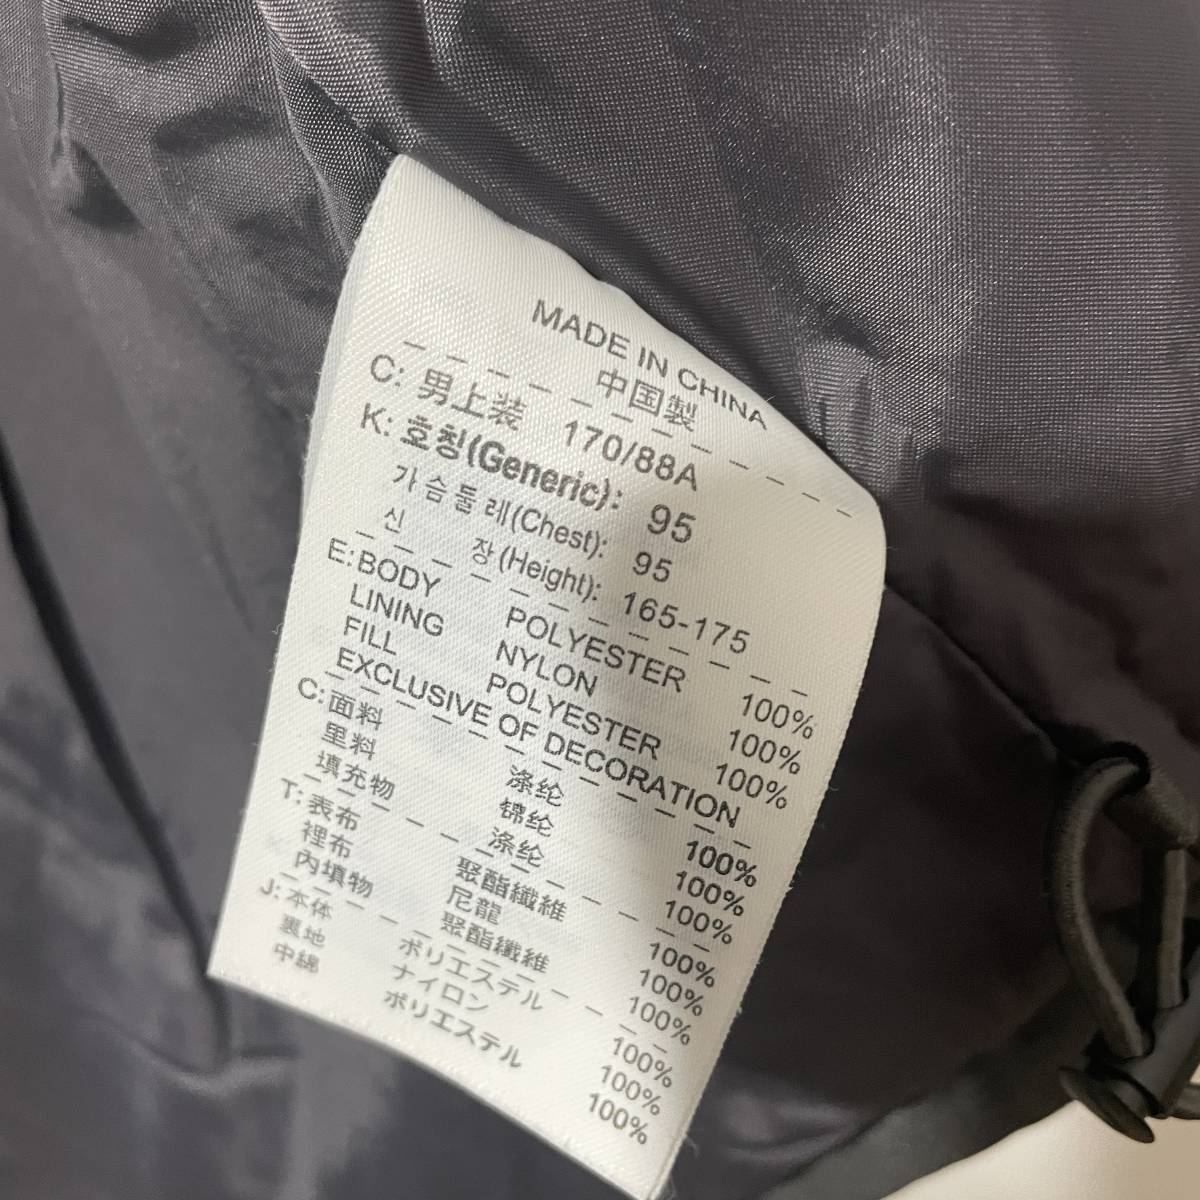 MADE IN CHINA
中国製
C: 男上装 170/88A
K: 호칭(Generic): 95
가슴둘레(Chest): 95
신 장(Height): 165-175
E: BODY POLYESTER 100%
LINING NYLON 100%
FILL POLYESTER 100%
EXCLUSIVE OF DECORATION
C: 面料 涤纶 100%
里料 锦纶 100%
填充物 涤纶 100%
T: 表布 聚酯纖維 100%
裡布 尼龍 100%
內填物 聚酯纖維 100%
J: 本体 ポリエステル 100%
裏地 ナイロン 100%
中綿 ポリエステル 100%